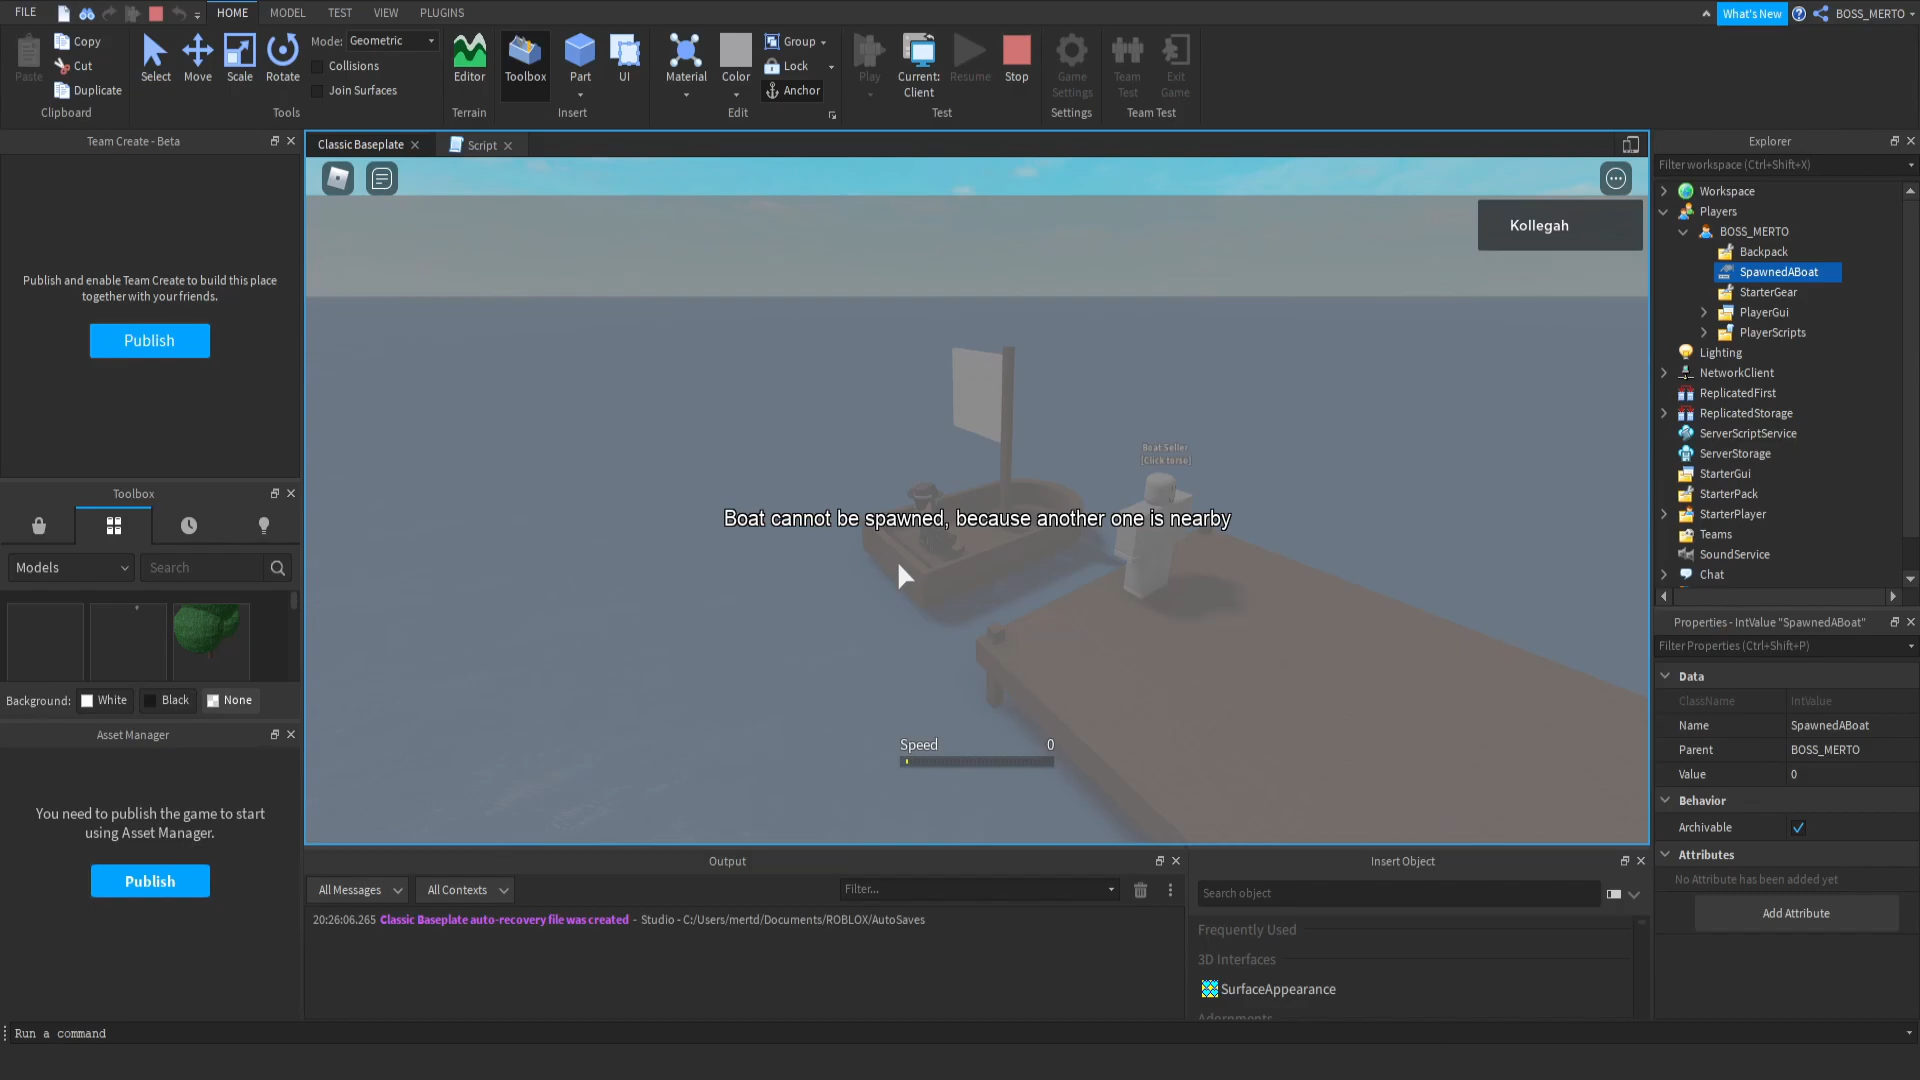 FILE
HOME
MODEL
TEST
VIEW
PLUGINS
What's New
BOSS_MERTO
Paste
Copy
Cut
Duplicate
Clipboard
Select
Move
Scale
Rotate
Mode: Geometric
Collisions
Join Surfaces
Tools
Editor
Terrain
Toolbox
Part
UI
Insert
Material
Color
Group
Lock
Anchor
Edit
Play
Current:
Client
Resume
Stop
Test
Game
Settings
Settings
Team
Test
Exit
Game
Team Test
Team Create - Beta
Publish and enable Team Create to build this place
together with your friends.
Publish
Toolbox
Models
Search
Background:
White
Black
None
Asset Manager
You need to publish the game to start
using Asset Manager.
Publish
Classic Baseplate
Script
Kollegah
Boat Seller
[Click torso]
Boat cannot be spawned, because another one is nearby
Speed 0
Output
All Messages
All Contexts
Filter...
20:26:06.265 Classic Baseplate auto-recovery file was created - Studio - C:/Users/mertd/Documents/ROBLOX/AutoSaves
Insert Object
Search object
Frequently Used
3D Interfaces
SurfaceAppearance
Adornments
Explorer
Filter workspace (Ctrl+Shift+X)
Workspace
Players
BOSS_MERTO
Backpack
SpawnedABoat
StarterGear
PlayerGui
PlayerScripts
Lighting
NetworkClient
ReplicatedFirst
ReplicatedStorage
ServerScriptService
ServerStorage
StarterGui
StarterPack
StarterPlayer
Teams
SoundService
Chat
Properties - IntValue "SpawnedABoat"
Filter Properties (Ctrl+Shift+P)
Data
ClassName IntValue
Name SpawnedABoat
Parent BOSS_MERTO
Value 0
Behavior
Archivable
Attributes
No Attribute has been added yet
Add Attribute
Run a command